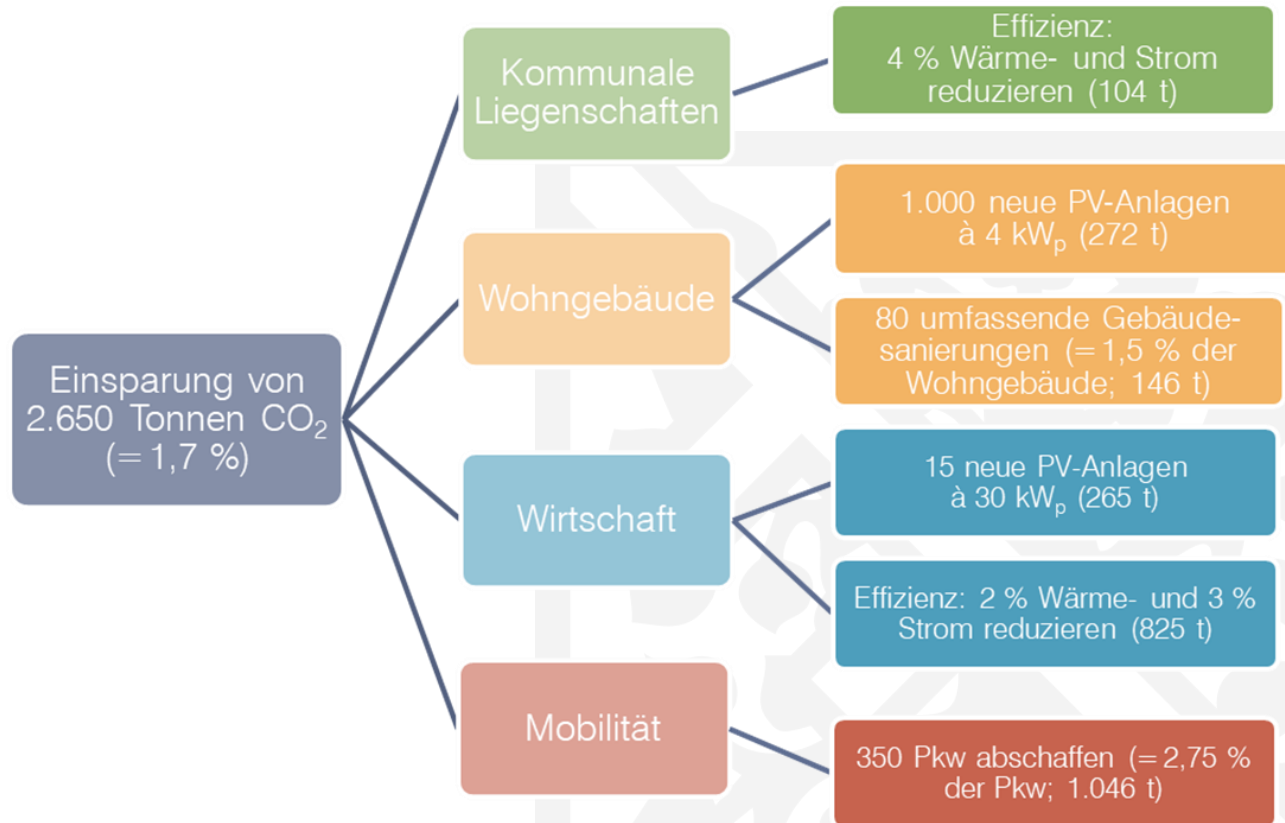 Einsparung von
2.650 Tonnen CO₂
(= 1,7 %)
Kommunale
Liegenschaften
Effizienz:
4 % Wärme- und Strom
reduzieren (104 t)
Wohngebäude
1.000 neue PV-Anlagen
à 4 kWₚ (272 t)
80 umfassende Gebäude-
sanierungen (= 1,5 % der
Wohngebäude; 146 t)
Wirtschaft
15 neue PV-Anlagen
à 30 kWₚ (265 t)
Effizienz: 2 % Wärme- und 3 %
Strom reduzieren (825 t)
Mobilität
350 Pkw abschaffen (= 2,75 %
der Pkw; 1.046 t)